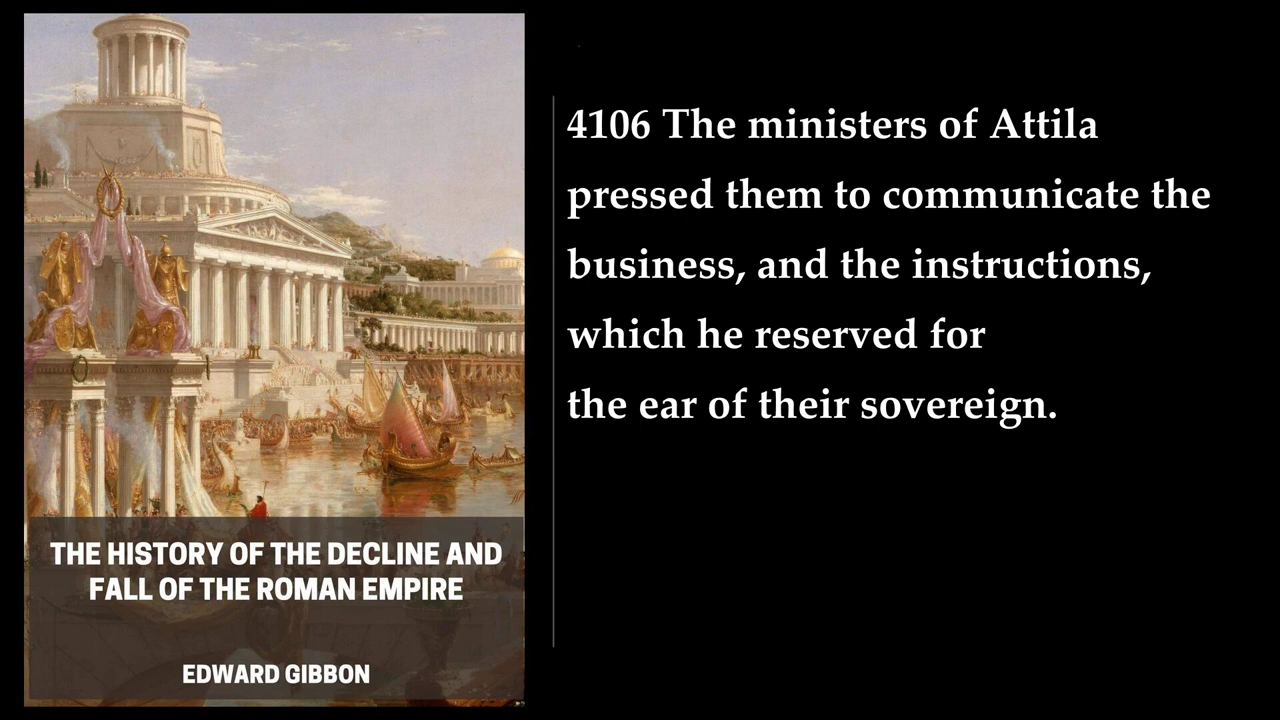 4106 The ministers of Attila
pressed them to communicate the
business, and the instructions,
which he reserved for
the ear of their sovereign.
THE HISTORY OF THE DECLINE AND
FALL OF THE ROMAN EMPIRE
EDWARD GIBBON